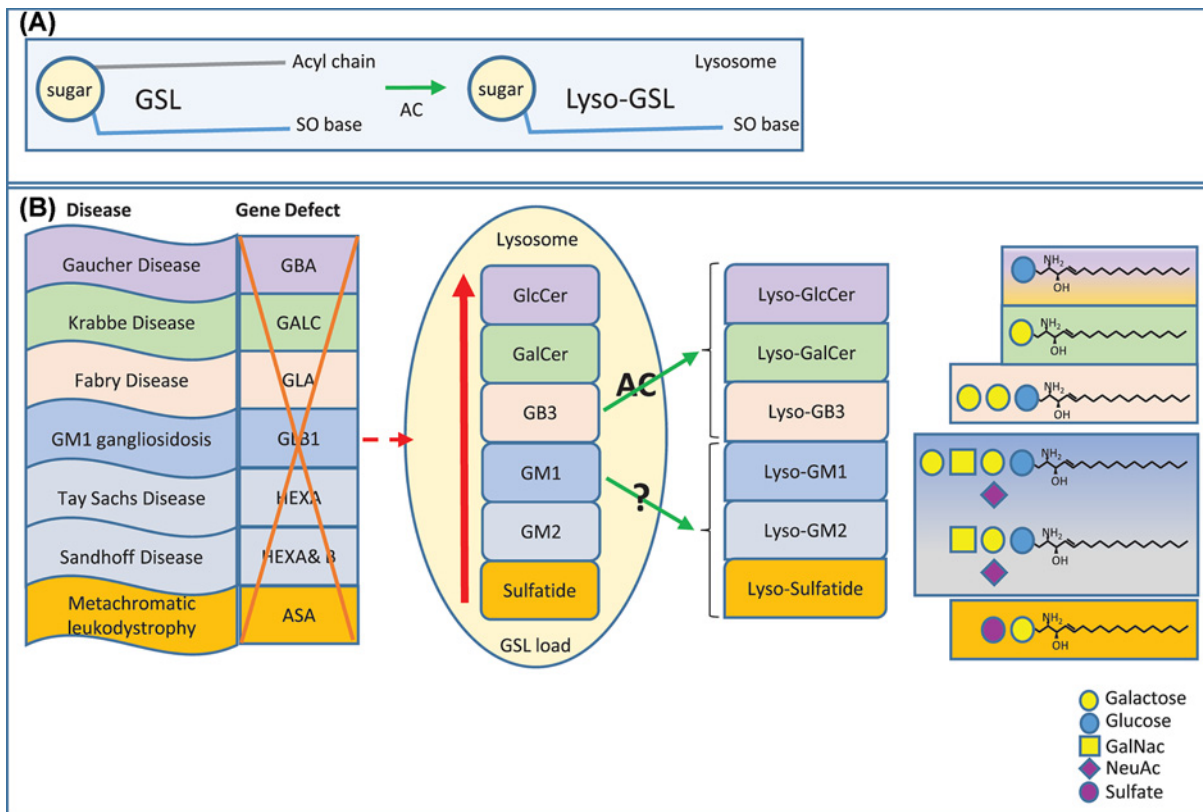 (A)
sugar
GSL
Acyl chain
SO base
AC
sugar
Lyso-GSL
Lysosome
SO base
(B)
Disease
Gene Defect
Gaucher Disease
GBA
Krabbe Disease
GALC
Fabry Disease
GLA
GM1 gangliosidosis
GLB1
Tay Sachs Disease
HEXA
Sandhoff Disease
HEXA& B
Metachromatic
leukodystrophy
ASA
Lysosome
GlcCer
GalCer
GB3
GM1
GM2
Sulfatide
GSL load
AC
?
Lyso-GlcCer
Lyso-GalCer
Lyso-GB3
Lyso-GM1
Lyso-GM2
Lyso-Sulfatide
NH2
OH
NH2
OH
NH2
OH
NH2
OH
NH2
OH
NH2
OH
Galactose
Glucose
GalNac
NeuAc
Sulfate